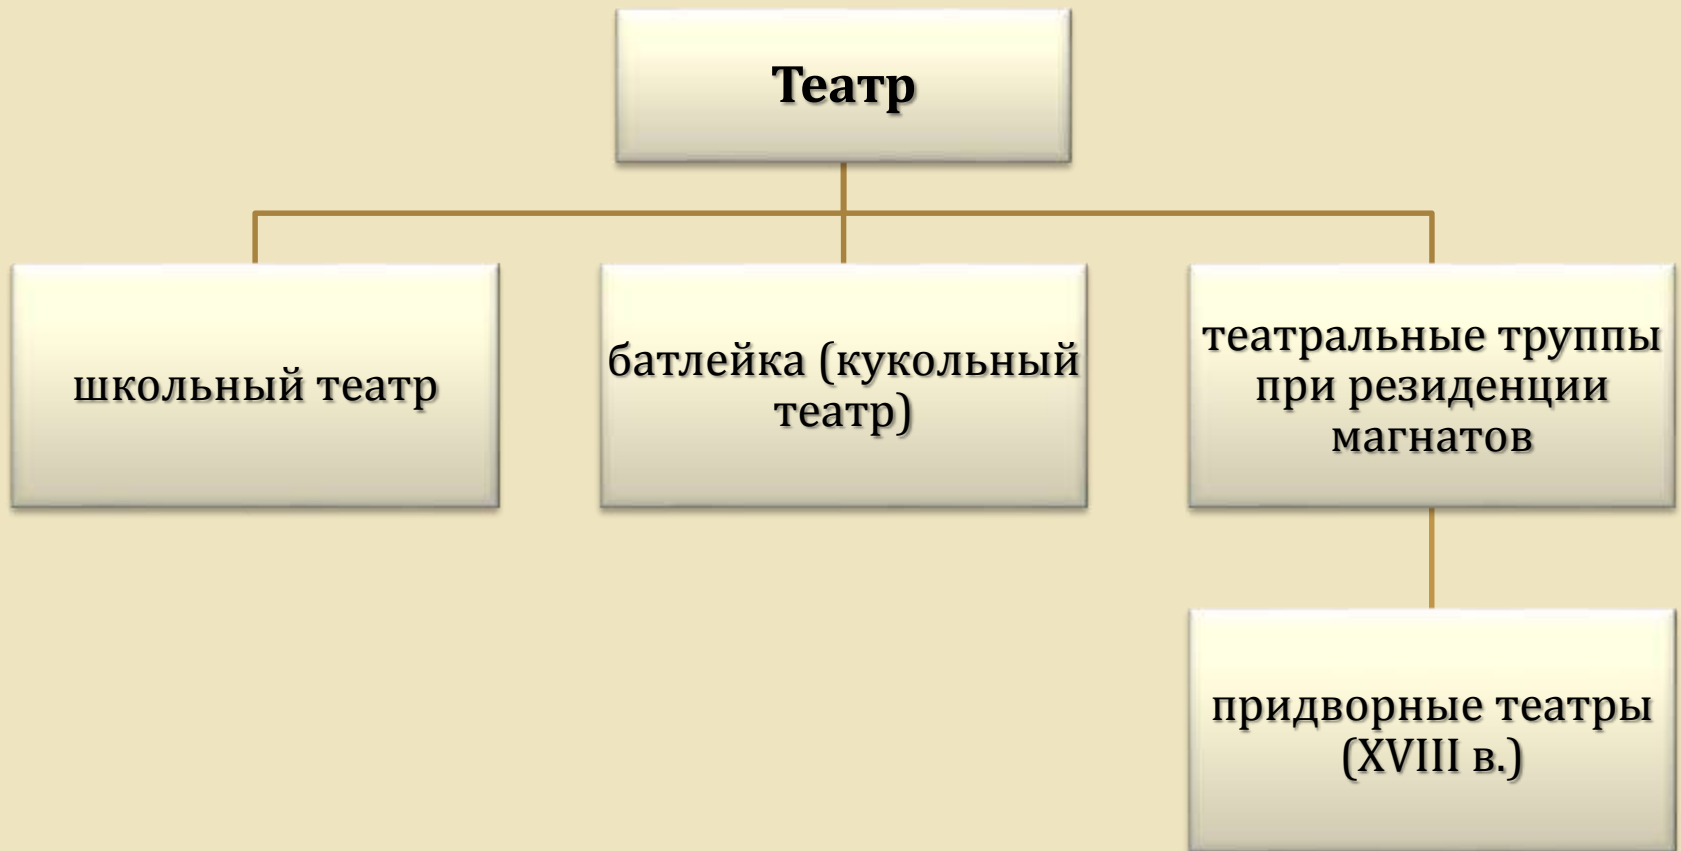 Театр
школьный театр
батлейка (кукольный
театр)
театральные труппы
при резиденции
магнатов
придворные театры
(XVIII в.)